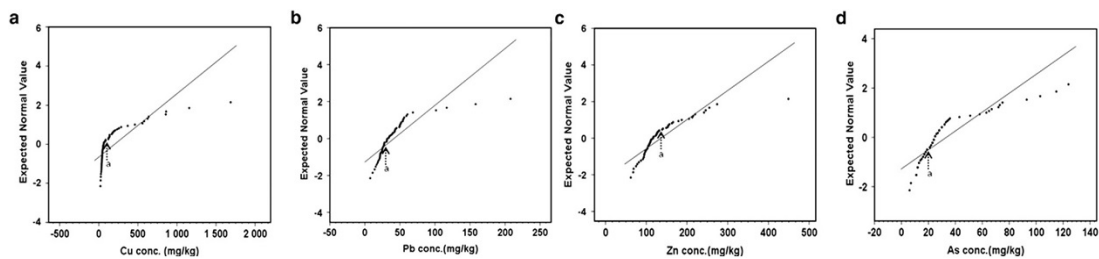 a
Expected Normal Value
6
4
2
0
-2
-4
a
-500 0 500 1 000 1 500 2 000
Cu conc. (mg/kg)
b
Expected Normal Value
6
4
2
0
-2
-4
a
-50 0 50 100 150 200 250
Pb conc.(mg/kg)
c
Expected Normal Value
6
4
2
0
-2
-4
a
0 100 200 300 400 500
Zn conc.(mg/kg)
d
Expected Normal Value
4
2
0
-2
a
-20 0 20 40 60 80 100 120 140
As conc.(mg/kg)